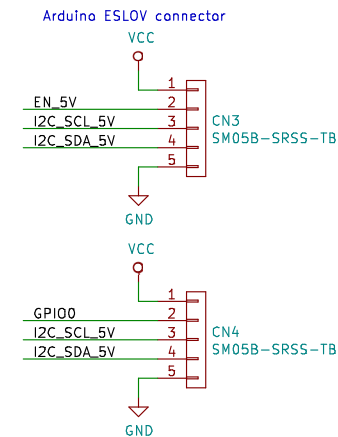 Arduino ESLOV connector
VCC
1
EN_5V 2
I2C_SCL_5V 3
I2C_SDA_5V 4
5
CN3
SM05B-SRSS-TB
GND
VCC
1
GPIO0 2
I2C_SCL_5V 3
I2C_SDA_5V 4
5
CN4
SM05B-SRSS-TB
GND